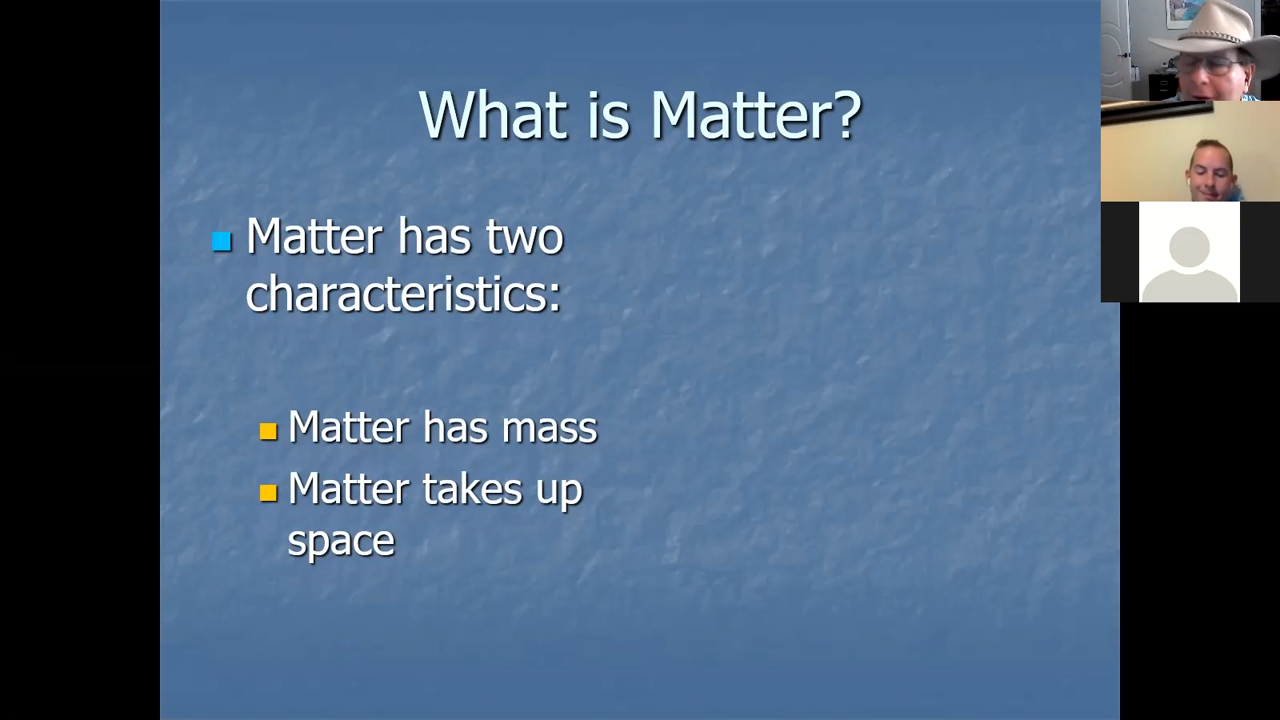 What is Matter?
Matter has two
characteristics:
Matter has mass
Matter takes up
space